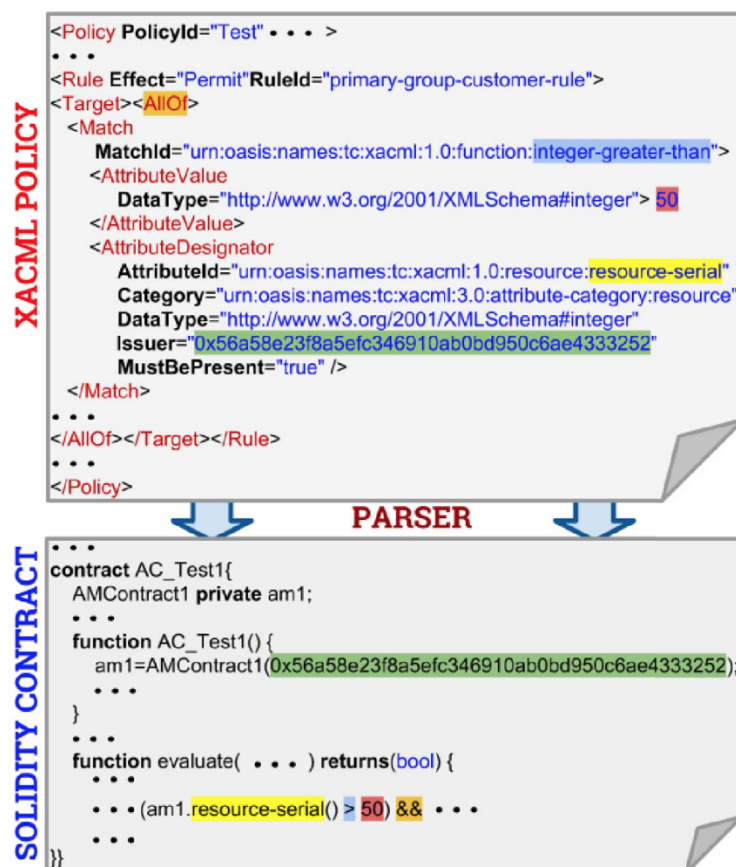 XACML POLICY
<Policy PolicyId="Test" • • • >
• • •
<Rule Effect="Permit"RuleId="primary-group-customer-rule">
<Target><AllOf>
<Match
MatchId="urn:oasis:names:tc:xacml:1.0:function:integer-greater-than">
<AttributeValue
DataType="http://www.w3.org/2001/XMLSchema#integer"> 50
</AttributeValue>
<AttributeDesignator
AttributeId="urn:oasis:names:tc:xacml:1.0:resource:resource-serial"
Category="urn:oasis:names:tc:xacml:3.0:attribute-category:resource"
DataType="http://www.w3.org/2001/XMLSchema#integer"
Issuer="0x56a58e23f8a5efc346910ab0bd950c6ae4333252"
MustBePresent="true" />
</Match>
• • •
</AllOf></Target></Rule>
• • •
</Policy>
PARSER
SOLIDITY CONTRACT
• • •
contract AC_Test1{
AMContract1 private am1;
• • •
function AC_Test1() {
am1=AMContract1(0x56a58e23f8a5efc346910ab0bd950c6ae4333252);
• • •
}
• • •
function evaluate( • • • ) returns(bool) {
• • •
• • • (am1.resource-serial() > 50) && • • •
• • •
}}